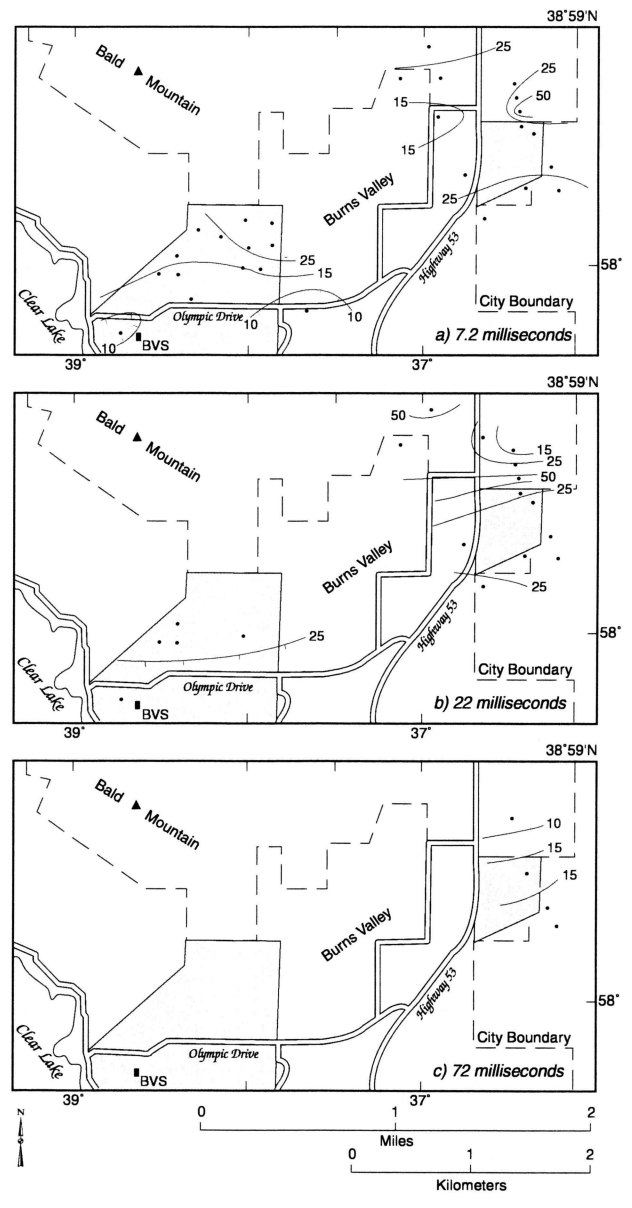 38°59'N
Bald Mountain
25
25
50
15
15
Burns Valley
25
25
15
Highway 53
58°
Clear Lake
City Boundary
Olympic Drive
10
10
10
BVS
a) 7.2 milliseconds
39°
37°
38°59'N
50
Bald Mountain
15
25
50
25
Burns Valley
25
25
Highway 53
58°
Clear Lake
City Boundary
Olympic Drive
BVS
b) 22 milliseconds
39°
37°
38°59'N
Bald Mountain
10
15
15
Burns Valley
Highway 53
58°
Clear Lake
City Boundary
Olympic Drive
BVS
c) 72 milliseconds
39°
37°
N
0 1 2
Miles
0 1 2
Kilometers